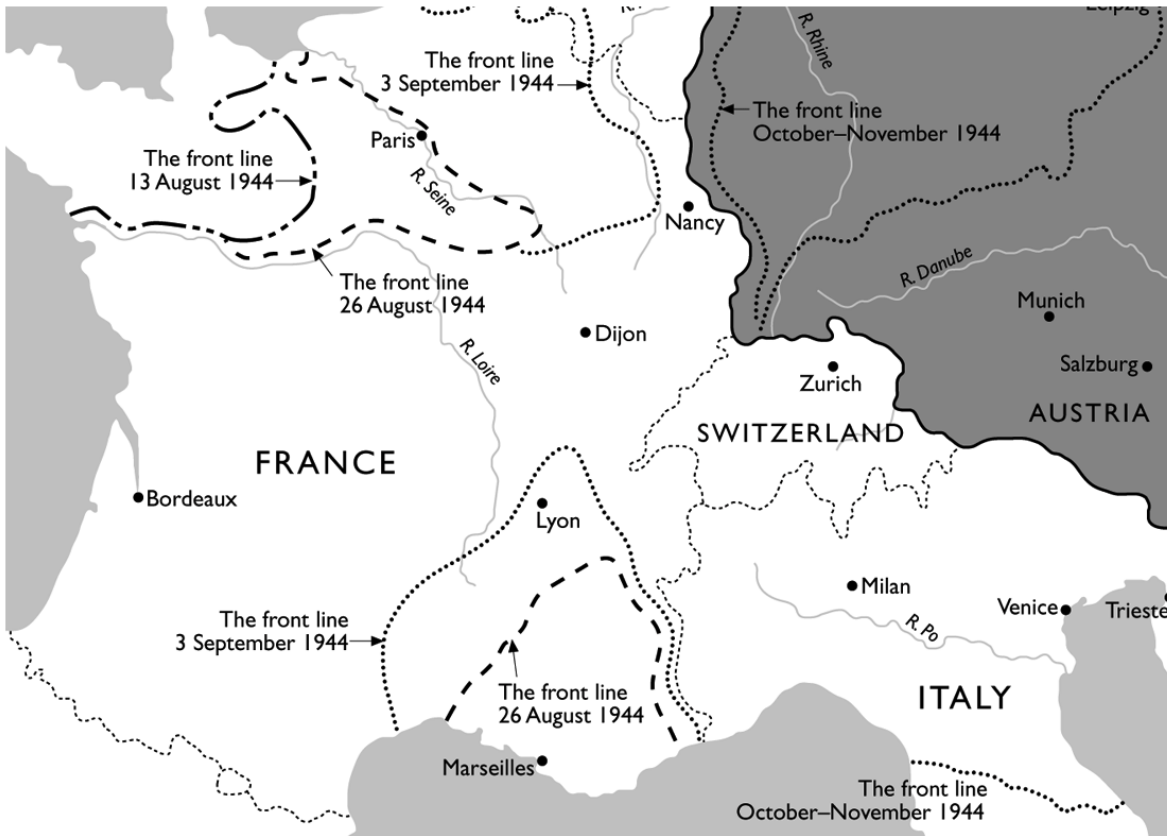 Leipzig
R. Rhine
The front line
3 September 1944
The front line
October–November 1944
Paris
The front line
13 August 1944
R. Seine
Nancy
The front line
26 August 1944
R. Danube
Munich
Dijon
R. Loire
Zurich
Salzburg
AUSTRIA
SWITZERLAND
FRANCE
Bordeaux
Lyon
Milan
Venice
Trieste
R. Po
The front line
3 September 1944
The front line
26 August 1944
ITALY
Marseilles
The front line
October–November 1944